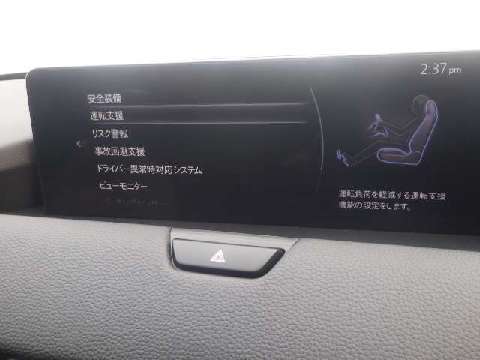 2:37 pm
安全装備
運転支援
リスク警報
事故回避支援
ドライバー異常時対応システム
ビューモニター
運転負荷を軽減する運転支援
機能の設定をします。